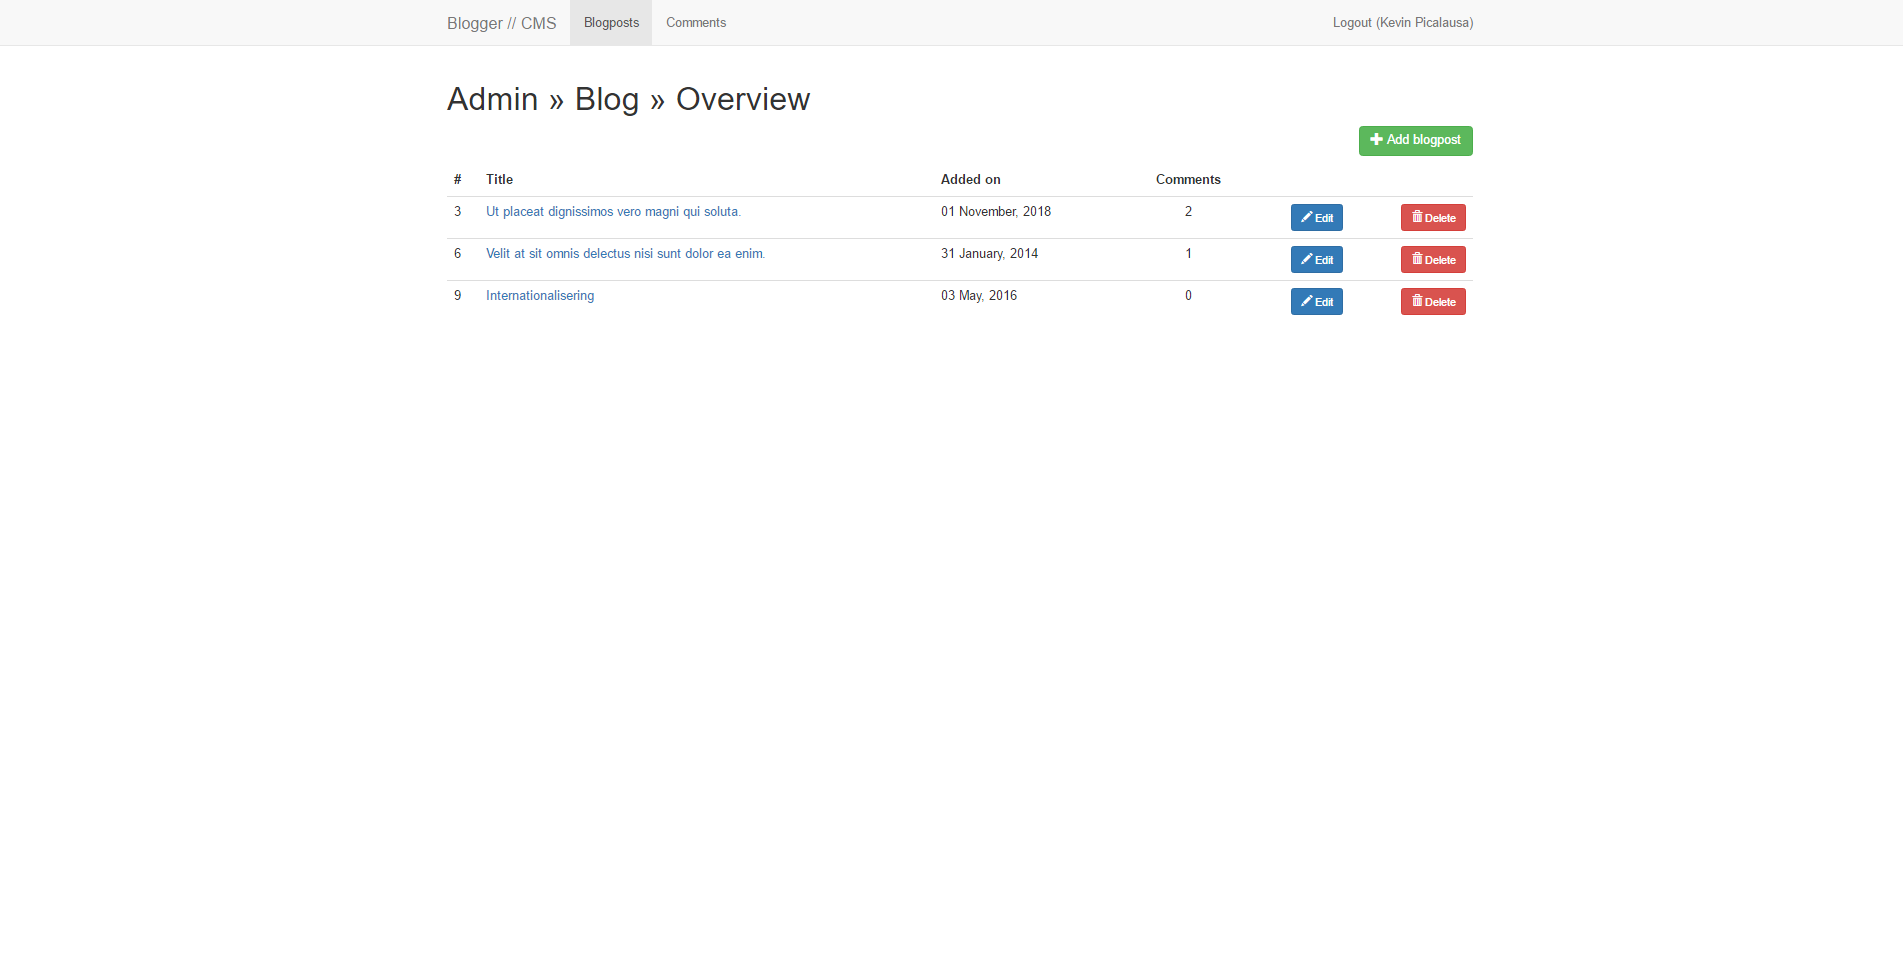 Blogger // CMS Blogposts Comments Logout (Kevin Picalausa)
Admin » Blog » Overview
Add blogpost
# Title Added on Comments
3 Ut placeat dignissimos vero magni qui soluta. 01 November, 2018 2 Edit Delete
6 Velit at sit omnis delectus nisi sunt dolor ea enim. 31 January, 2014 1 Edit Delete
9 Internationalisering 03 May, 2016 0 Edit Delete